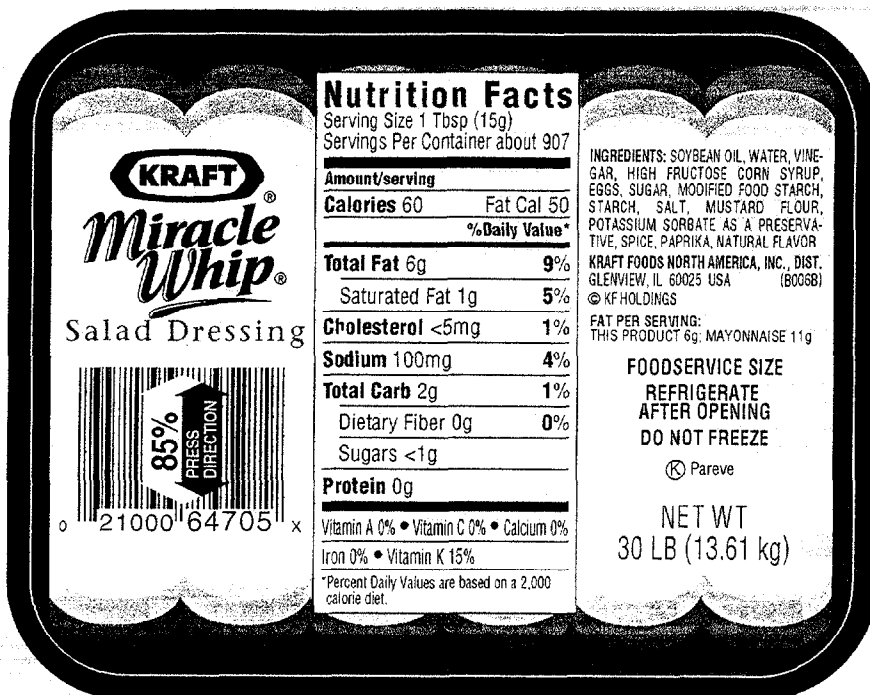 KRAFT®
Miracle
Whip®
Salad Dressing
85%
PRESS
DIRECTION
0 21000 64705 x
Nutrition Facts
Serving Size 1 Tbsp (15g)
Servings Per Container about 907
Amount/serving
Calories 60 Fat Cal 50
%Daily Value*
Total Fat 6g 9%
Saturated Fat 1g 5%
Cholesterol <5mg 1%
Sodium 100mg 4%
Total Carb 2g 1%
Dietary Fiber 0g 0%
Sugars <1g
Protein 0g
Vitamin A 0% • Vitamin C 0% • Calcium 0%
Iron 0% • Vitamin K 15%
*Percent Daily Values are based on a 2,000
calorie diet.
INGREDIENTS: SOYBEAN OIL, WATER, VINE-
GAR, HIGH FRUCTOSE CORN SYRUP,
EGGS, SUGAR, MODIFIED FOOD STARCH,
STARCH, SALT, MUSTARD FLOUR,
POTASSIUM SORBATE AS A PRESERVA-
TIVE, SPICE, PAPRIKA, NATURAL FLAVOR
KRAFT FOODS NORTH AMERICA, INC., DIST.
GLENVIEW, IL 60025 USA (B006B)
© KF HOLDINGS
FAT PER SERVING:
THIS PRODUCT 6g; MAYONNAISE 11g
FOODSERVICE SIZE
REFRIGERATE
AFTER OPENING
DO NOT FREEZE
Ⓚ Pareve
NET WT
30 LB (13.61 kg)